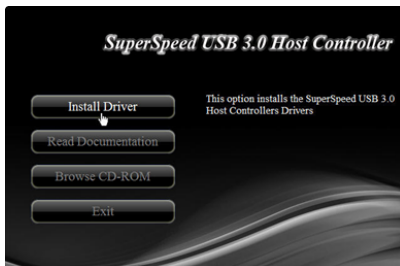 SuperSpeed USB 3.0 Host Controller
Install Driver
This option installs the SuperSpeed USB 3.0
Host Controllers Drivers
Read Documentation
Browse CD-ROM
Exit